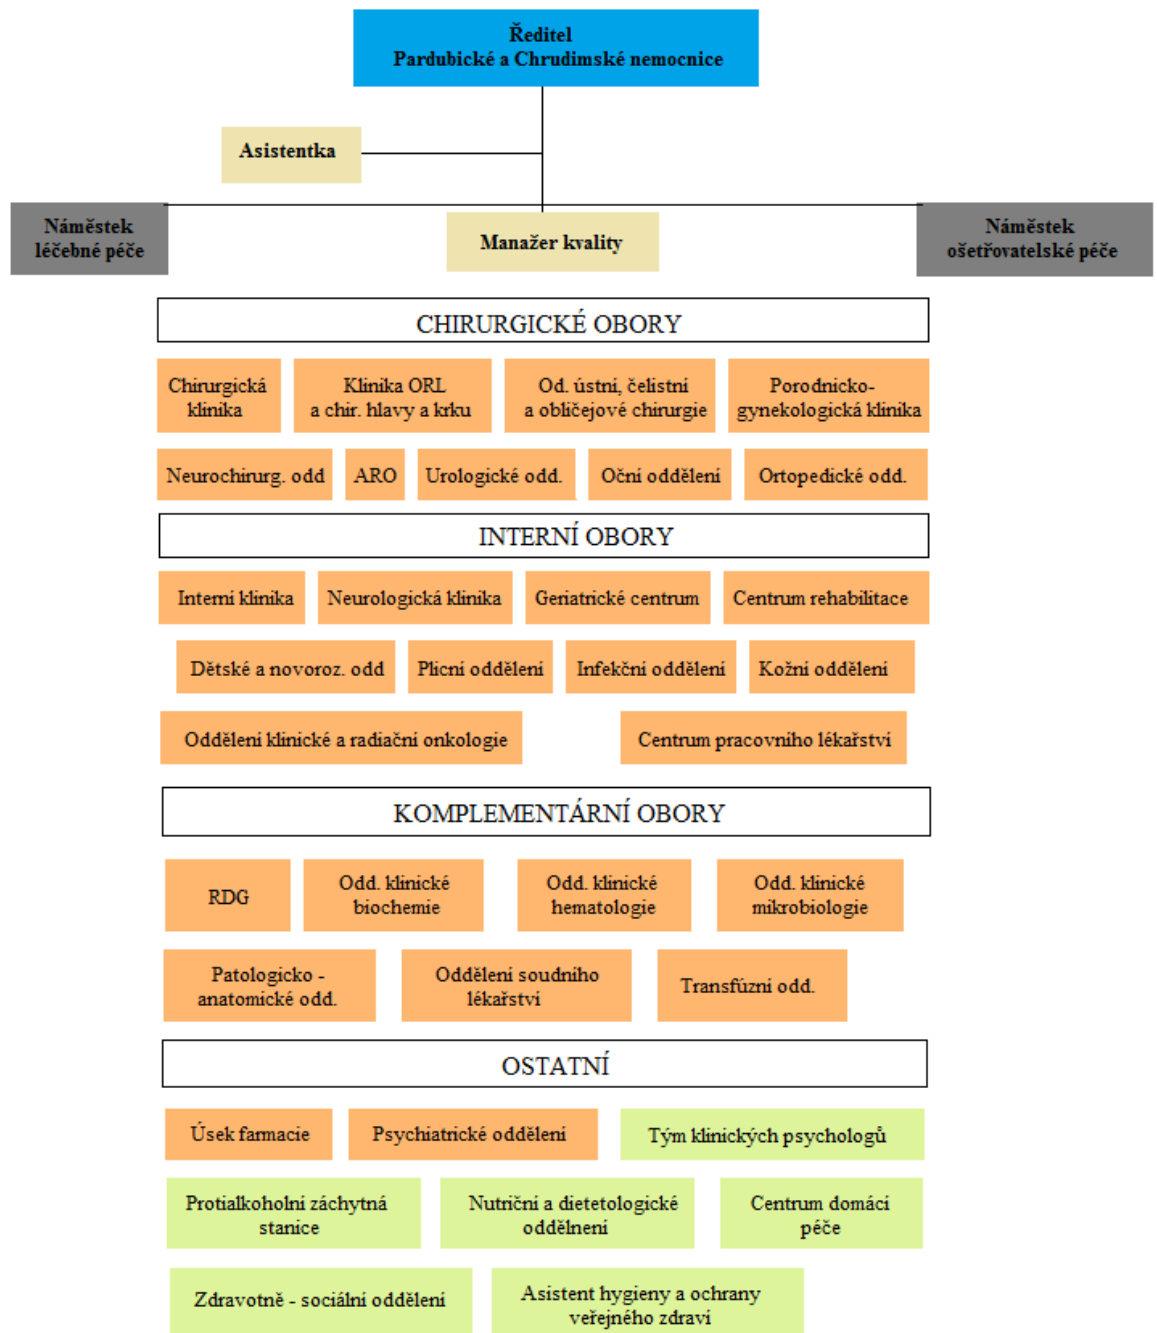 Ředitel
Pardubické a Chrudimské nemocnice
Asistentka
Náměstek
léčebné péče
Manažer kvality
Náměstek
ošetřovatelské péče
CHIRURGICKÉ OBORY
Chirurgická
klinika
Klinika ORL
a chir. hlavy a krku
Od. ústní, čelistní
a obličejové chirurgie
Porodnicko-
gynekologická klinika
Neurochirurg. odd
ARO
Urologické odd.
Oční oddělení
Ortopedické odd.
INTERNÍ OBORY
Interní klinika
Neurologická klinika
Geriatrické centrum
Centrum rehabilitace
Dětské a novoroz. odd
Plicní oddělení
Infekční oddělení
Kožní oddělení
Oddělení klinické a radiační onkologie
Centrum pracovního lékařství
KOMPLEMENTÁRNÍ OBORY
RDG
Odd. klinické
biochemie
Odd. klinické
hematologie
Odd. klinické
mikrobiologie
Patologicko -
anatomické odd.
Oddělení soudního
lékařství
Transfúzní odd.
OSTATNÍ
Úsek farmacie
Psychiatrické oddělení
Tým klinických psychologů
Protialkoholní záchytná
stanice
Nutriční a dietetologické
oddělnení
Centrum domácí
péče
Zdravotně - sociální oddělení
Asistent hygieny a ochrany
veřejného zdraví